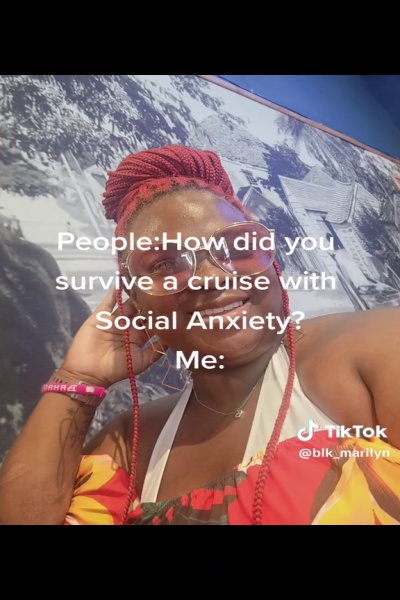 People:How did you
survive a cruise with
Social Anxiety?
Me:
TikTok
@blk_marilyn